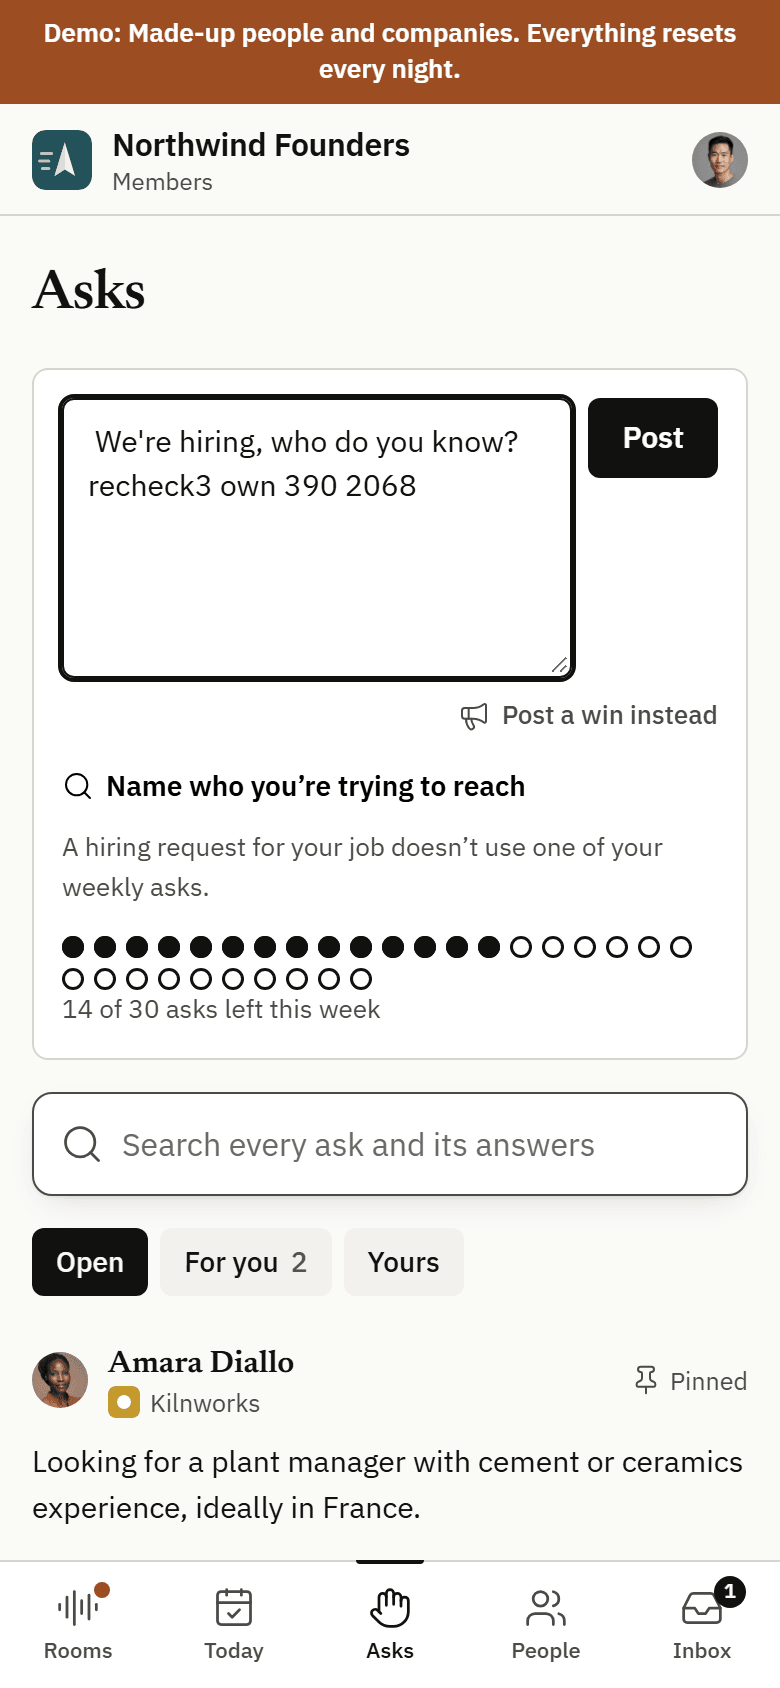 Demo: Made-up people and companies. Everything resets
every night.
Northwind Founders
Members
Asks
We're hiring, who do you know?
recheck3 own 390 2068
Post
Post a win instead
Name who you’re trying to reach
A hiring request for your job doesn’t use one of your
weekly asks.
14 of 30 asks left this week
Search every ask and its answers
Open
For you 2
Yours
Amara Diallo
Kilnworks
Pinned
Looking for a plant manager with cement or ceramics
experience, ideally in France.
1
Rooms
Today
Asks
People
Inbox